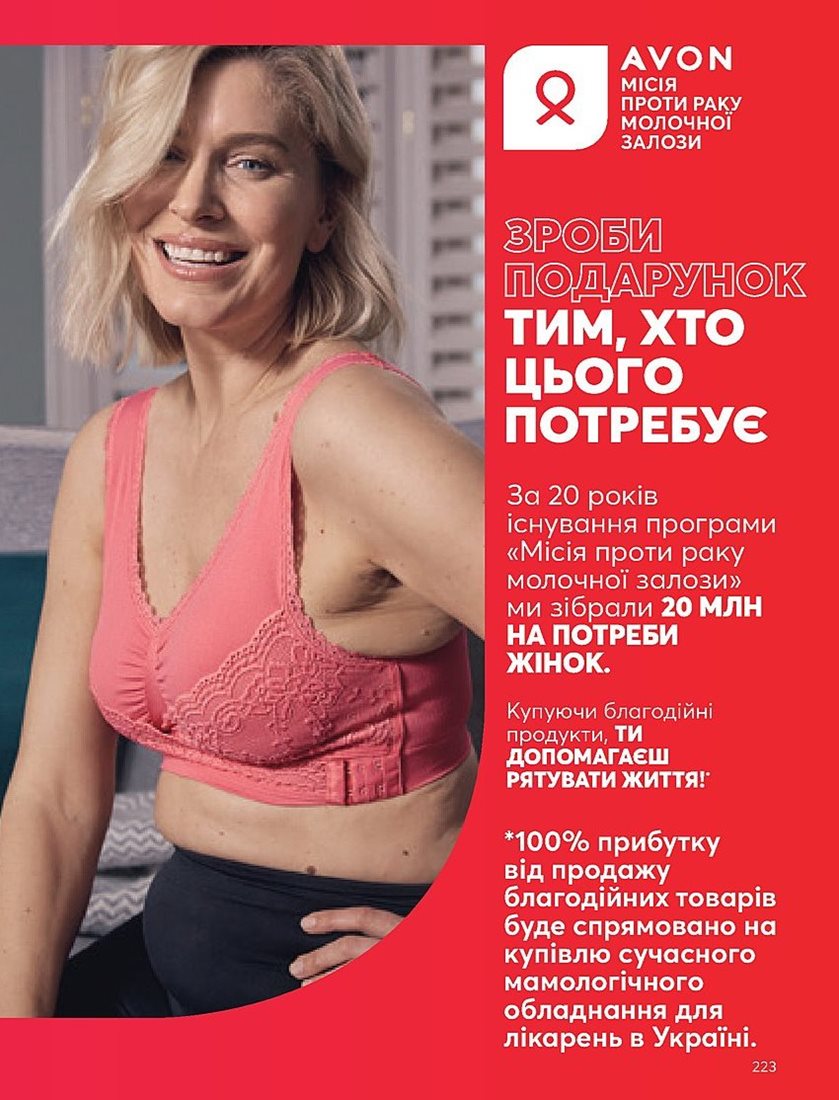 AVON
МІСІЯ
ПРОТИ РАКУ
МОЛОЧНОЇ
ЗАЛОЗИ
ЗРОБИ
ПОДАРУНОК
ТИМ, ХТО
ЦЬОГО
ПОТРЕБУЄ
За 20 років
існування програми
«Місія проти раку
молочної залози»
ми зібрали 20 МЛН
НА ПОТРЕБИ
ЖІНОК.
Купуючи благодійні
продукти, ТИ
ДОПОМАГАЄШ
РЯТУВАТИ ЖИТТЯ!*
*100% прибутку
від продажу
благодійних товарів
буде спрямовано на
купівлю сучасного
мамологічного
обладнання для
лікарень в Україні.
223